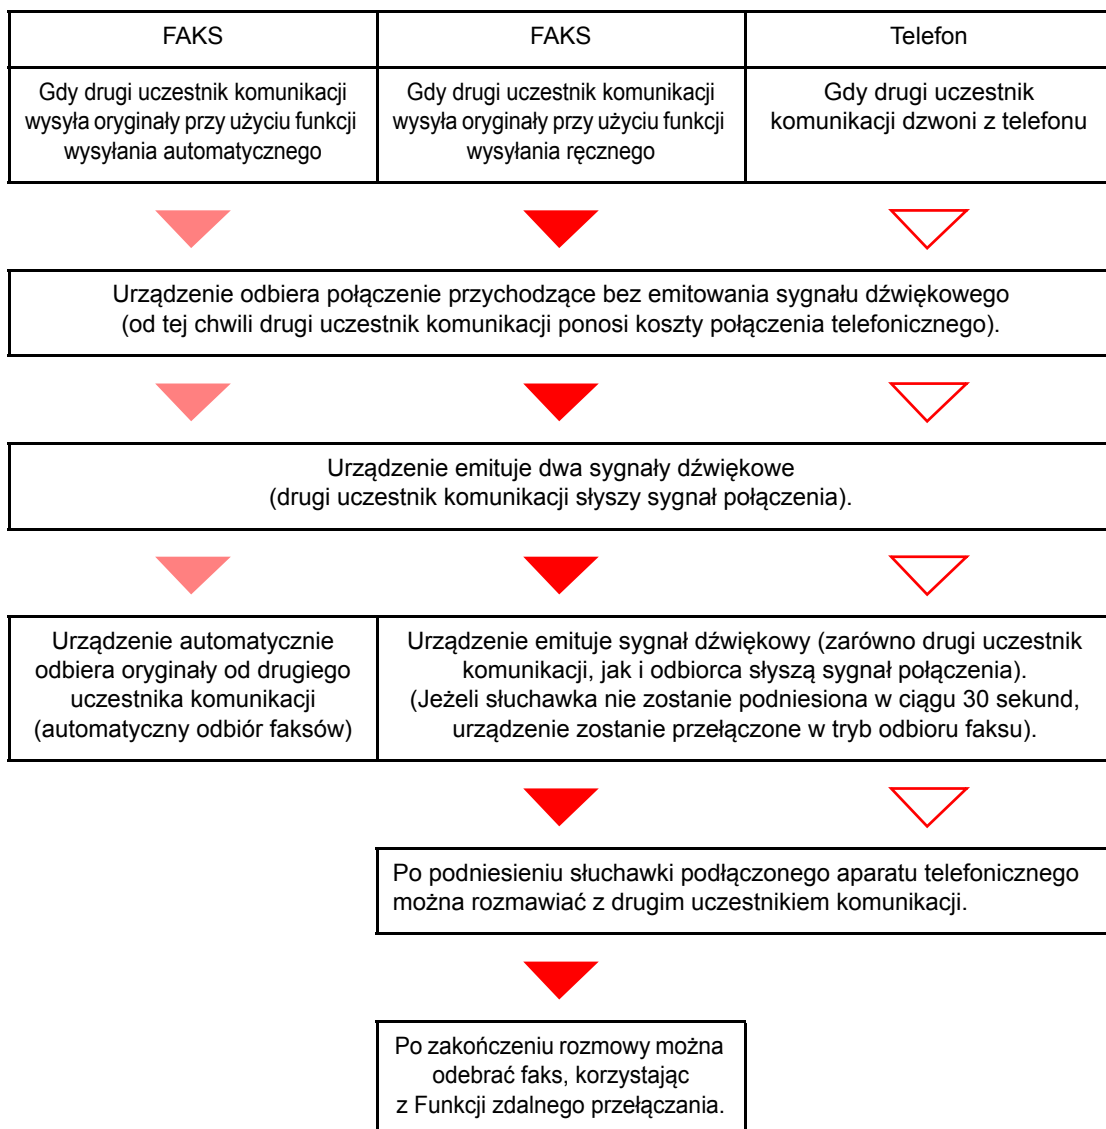 FAKS
FAKS
Telefon
Gdy drugi uczestnik komunikacji
wysyła oryginały przy użyciu funkcji
wysyłania automatycznego
Gdy drugi uczestnik komunikacji
wysyła oryginały przy użyciu funkcji
wysyłania ręcznego
Gdy drugi uczestnik
komunikacji dzwoni z telefonu
Urządzenie odbiera połączenie przychodzące bez emitowania sygnału dźwiękowego
(od tej chwili drugi uczestnik komunikacji ponosi koszty połączenia telefonicznego).
Urządzenie emituje dwa sygnały dźwiękowe
(drugi uczestnik komunikacji słyszy sygnał połączenia).
Urządzenie automatycznie
odbiera oryginały od drugiego
uczestnika komunikacji
(automatyczny odbiór faksów)
Urządzenie emituje sygnał dźwiękowy (zarówno drugi uczestnik
komunikacji, jak i odbiorca słyszą sygnał połączenia).
(Jeżeli słuchawka nie zostanie podniesiona w ciągu 30 sekund,
urządzenie zostanie przełączone w tryb odbioru faksu).
Po podniesieniu słuchawki podłączonego aparatu telefonicznego
można rozmawiać z drugim uczestnikiem komunikacji.
Po zakończeniu rozmowy można
odebrać faks, korzystając
z Funkcji zdalnego przełączania.